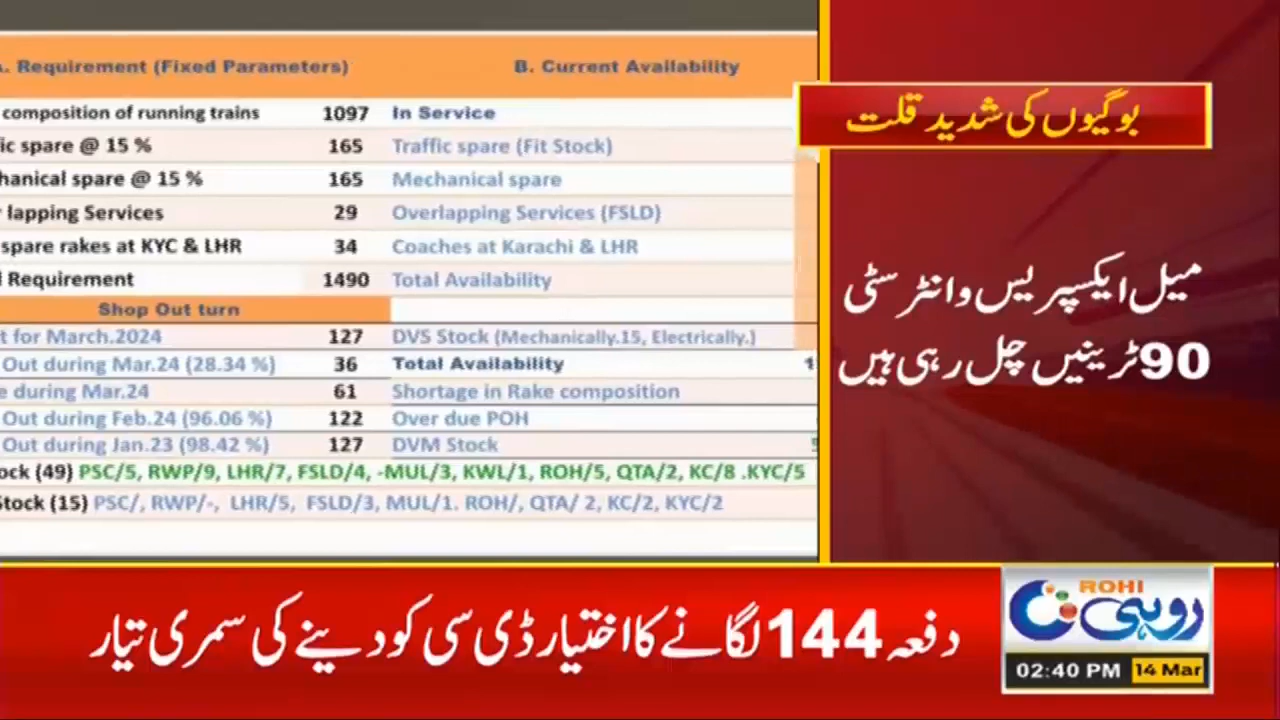 A. Requirement (Fixed Parameters) B. Current Availability
composition of running trains 1097 In Service
ic spare @ 15 % 165 Traffic spare (Fit Stock)
hanical spare @ 15 % 165 Mechanical spare
lapping Services 29 Overlapping Services (FSLD)
spare rakes at KYC & LHR 34 Coaches at Karachi & LHR
Requirement 1490 Total Availability
Shop Out turn
t for March.2024 127 DVS Stock (Mechanically.15, Electrically.)
Out during Mar.24 (28.34 %) 36 Total Availability
e during Mar.24 61 Shortage in Rake composition
Out during Feb.24 (96.06 %) 122 Over due POH
Out during Jan.23 (98.42 %) 127 DVM Stock
ock (49) PSC/5, RWP/9, LHR/7, FSLD/4, -MUL/3, KWL/1, ROH/5, QTA/2, KC/8 .KYC/5
Stock (15) PSC/, RWP/-, LHR/5, FSLD/3, MUL/1. ROH/, QTA/ 2, KC/2, KYC/2
بوگیوں کی شدید قلت
میل ایکسپریس وانٹر سٹی
90 ٹرینیں چل رہی ہیں
دفعہ 144 لگانے کا اختیار ڈی سی کو دینے کی سمری تیار
ROHI
روہی
02:40 PM 14 Mar